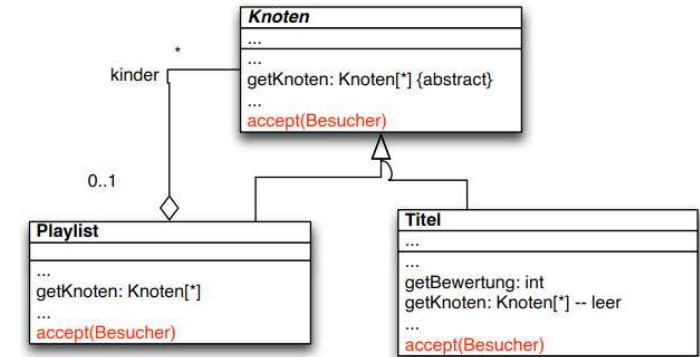 Knoten
...
...
getKnoten: Knoten[*] {abstract}
...
accept(Besucher)
*
kinder
0..1
Playlist
...
getKnoten: Knoten[*]
...
accept(Besucher)
Titel
...
...
getBewertung: int
getKnoten: Knoten[*] -- leer
...
accept(Besucher)